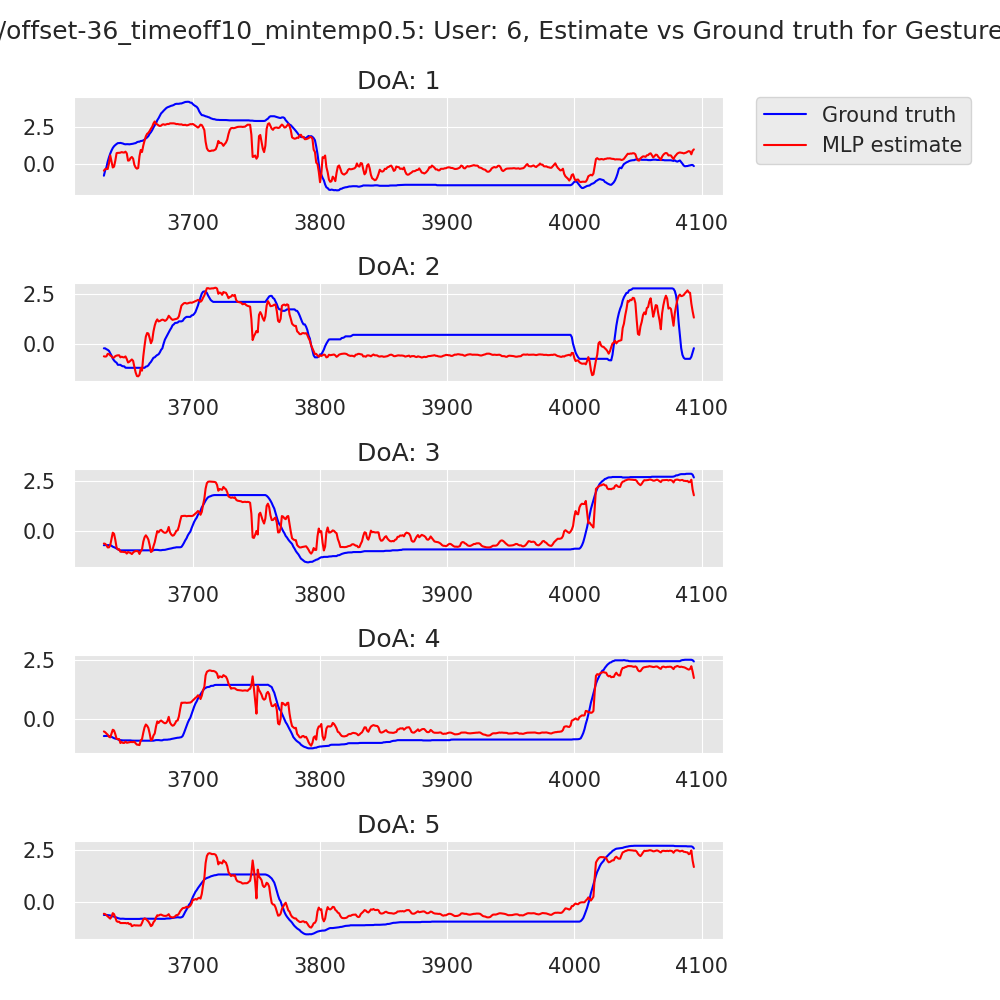 /offset-36_timeoff10_mintemp0.5: User: 6, Estimate vs Ground truth for Gesture
DoA: 1
Ground truth
MLP estimate
2.5
0.0
3700 3800 3900 4000 4100
DoA: 2
2.5
0.0
3700 3800 3900 4000 4100
DoA: 3
2.5
0.0
3700 3800 3900 4000 4100
DoA: 4
2.5
0.0
3700 3800 3900 4000 4100
DoA: 5
2.5
0.0
3700 3800 3900 4000 4100